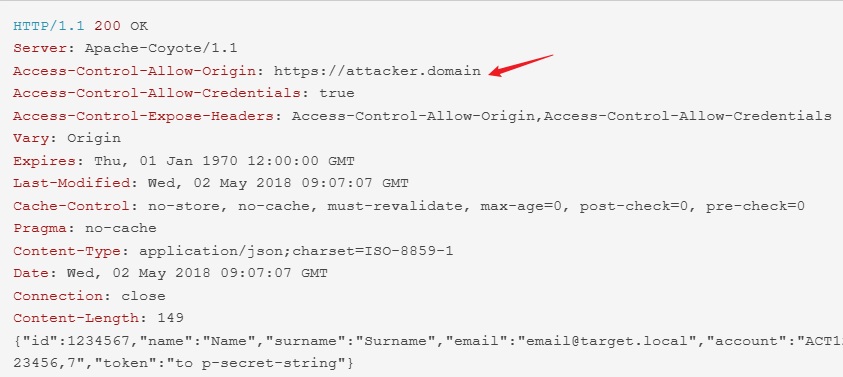 HTTP/1.1 200 OK
Server: Apache-Coyote/1.1
Access-Control-Allow-Origin: https://attacker.domain
Access-Control-Allow-Credentials: true
Access-Control-Expose-Headers: Access-Control-Allow-Origin,Access-Control-Allow-Credentials
Vary: Origin
Expires: Thu, 01 Jan 1970 12:00:00 GMT
Last-Modified: Wed, 02 May 2018 09:07:07 GMT
Cache-Control: no-store, no-cache, must-revalidate, max-age=0, post-check=0, pre-check=0
Pragma: no-cache
Content-Type: application/json;charset=ISO-8859-1
Date: Wed, 02 May 2018 09:07:07 GMT
Connection: close
Content-Length: 149
{"id":1234567,"name":"Name","surname":"Surname","email":"email@target.local","account":"ACT1
23456,7","token":"to p-secret-string"}